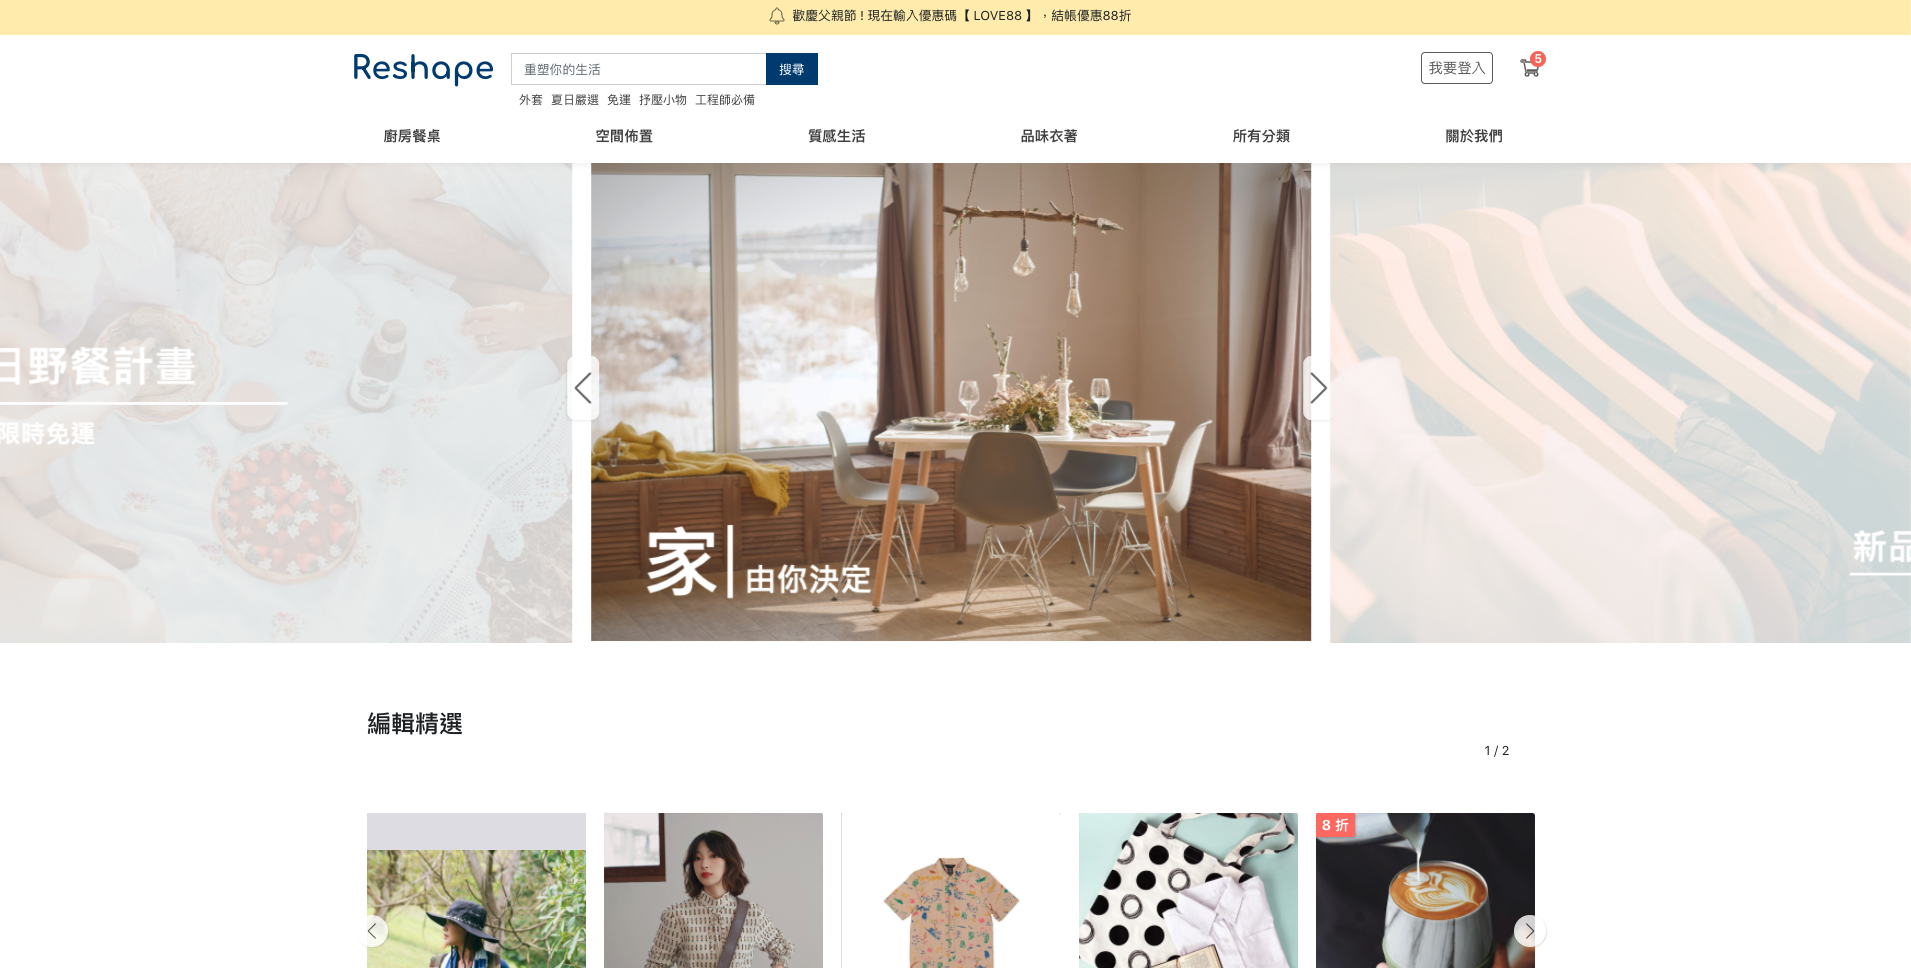 歡慶父親節 ! 現在輸入優惠碼【 LOVE88 】，結帳優惠88折
Reshape
重塑你的生活
搜尋
我要登入
5
外套 夏日嚴選 免運 抒壓小物 工程師必備
廚房餐桌
空間佈置
質感生活
品味衣著
所有分類
關於我們
日野餐計畫
限時免運
家|由你決定
新品
編輯精選
1 / 2
8 折